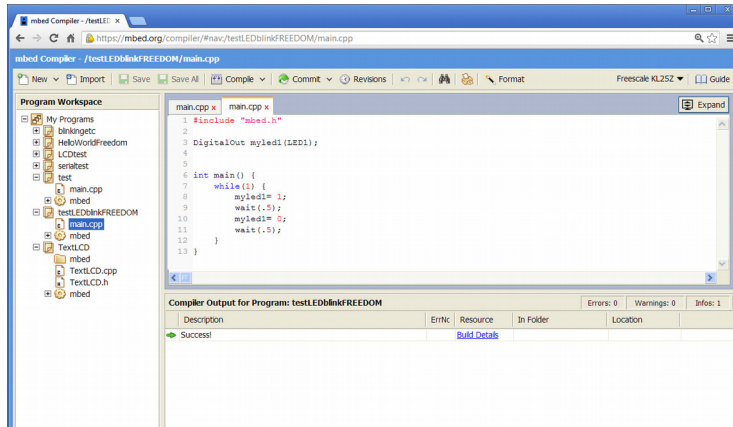 mbed Compiler - /testLED ×
https://mbed.org/compiler/#nav:/testLEDblinkFREEDOM/main.cpp
mbed Compiler - /testLEDblinkFREEDOM/main.cpp
New Import Save Save All Compile Commit Revisions Format Freescale KL25Z Guide
Program Workspace
My Programs
blinkingetc
HelloWorldFreedom
LCDtest
serialtest
test
main.cpp
mbed
testLEDblinkFREEDOM
main.cpp
mbed
TextLCD
mbed
TextLCD.cpp
TextLCD.h
mbed
main.cpp x main.cpp x Expand
1 #include "mbed.h"
2
3 DigitalOut myled1(LED1);
4
5
6 int main() {
7 while(1) {
8 myled1= 1;
9 wait(.5);
10 myled1= 0;
11 wait(.5);
12 }
13 }
Compiler Output for Program: testLEDblinkFREEDOM Errors: 0 Warnings: 0 Infos: 1
Description ErrNc Resource In Folder Location
Success! Build Details